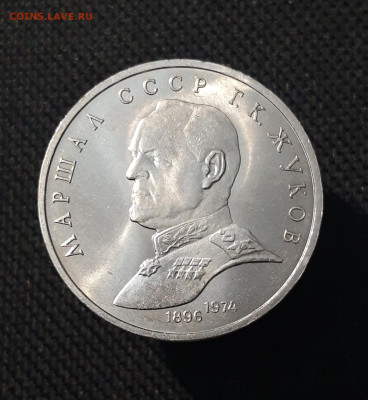 COINS.LAVE.RU
МАРШАЛ СССР Г.К. ЖУКОВ
1896 1974